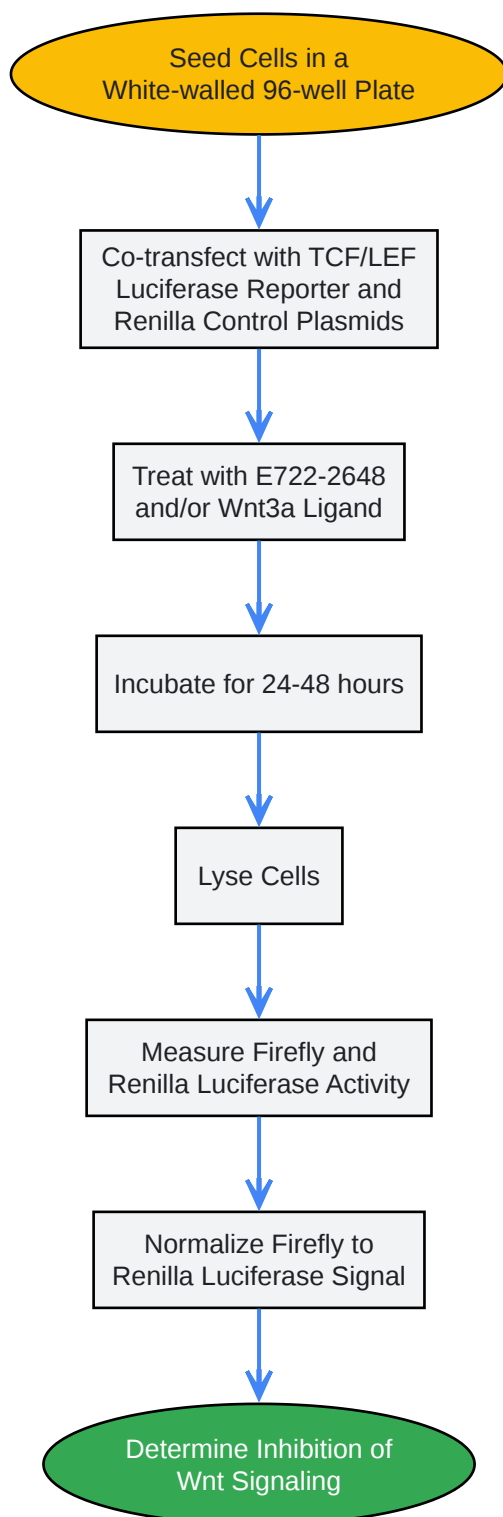 Seed Cells in a
White-walled 96-well Plate
Co-transfect with TCF/LEF
Luciferase Reporter and
Renilla Control Plasmids
Treat with E722-2648
and/or Wnt3a Ligand
Incubate for 24-48 hours
Lyse Cells
Measure Firefly and
Renilla Luciferase Activity
Normalize Firefly to
Renilla Luciferase Signal
Determine Inhibition of
Wnt Signaling